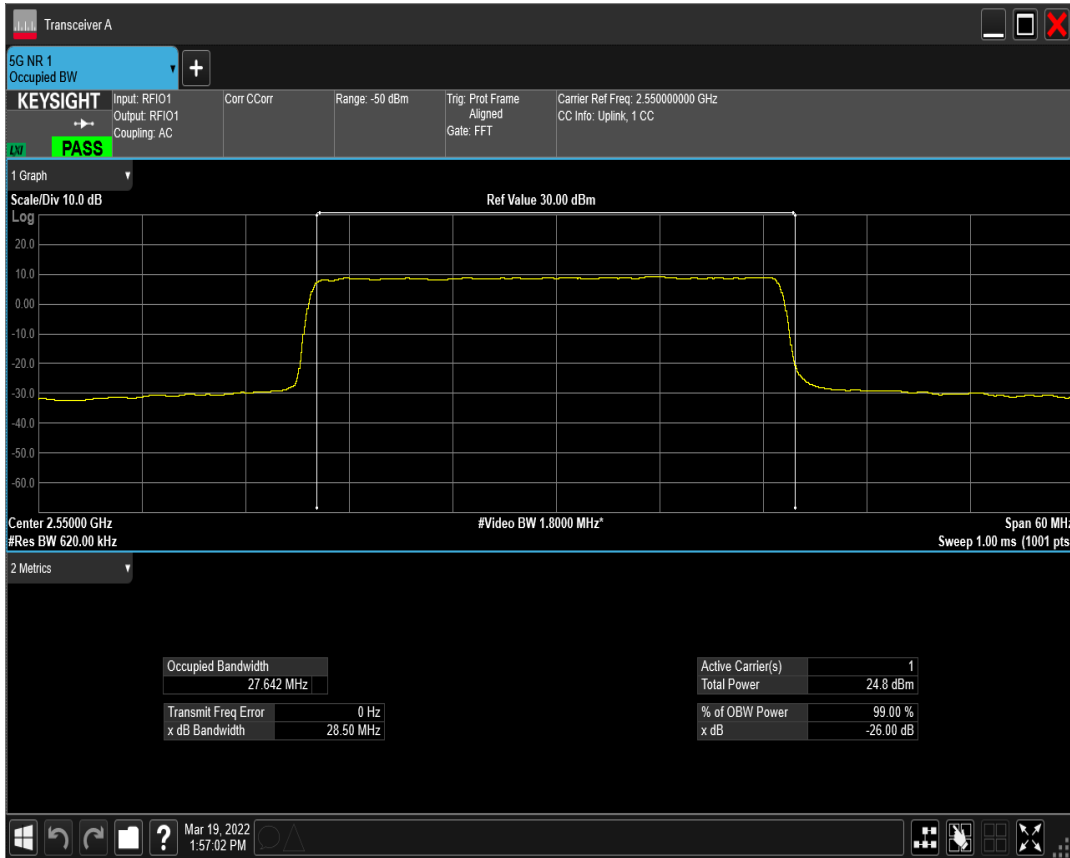 Transceiver A
5G NR 1
Occupied BW
+
KEYSIGHT
LXI
PASS
Input: RFIO1
Output: RFIO1
Coupling: AC
Corr CCorr
Range: -50 dBm
Trig: Prot Frame
Aligned
Gate: FFT
Carrier Ref Freq: 2.550000000 GHz
CC Info: Uplink, 1 CC
1 Graph
Scale/Div 10.0 dB
Ref Value 30.00 dBm
Log
20.0
10.0
0.00
-10.0
-20.0
-30.0
-40.0
-50.0
-60.0
Center 2.55000 GHz
#Video BW 1.8000 MHz*
Span 60 MHz
#Res BW 620.00 kHz
Sweep 1.00 ms (1001 pts
2 Metrics
Occupied Bandwidth
27.642 MHz
Transmit Freq Error 0 Hz
x dB Bandwidth 28.50 MHz
Active Carrier(s) 1
Total Power 24.8 dBm
% of OBW Power 99.00 %
x dB -26.00 dB
?
Mar 19, 2022
1:57:02 PM